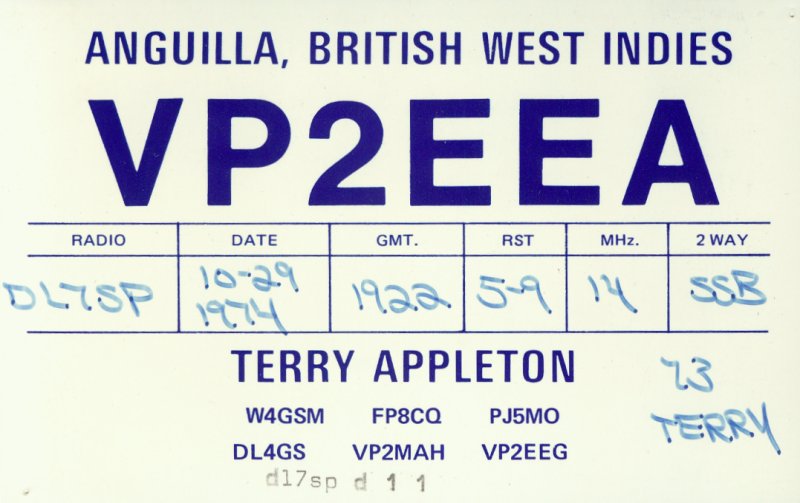 ANGUILLA, BRITISH WEST INDIES
VP2EEA
RADIO DATE GMT. RST MHz. 2 WAY
DL7SP 10-29 1974 1922 5-9 14 SSB
TERRY APPLETON
73
W4GSM FP8CQ PJ5MO
TERRY
DL4GS VP2MAH VP2EEG
dl7sp d 1 1